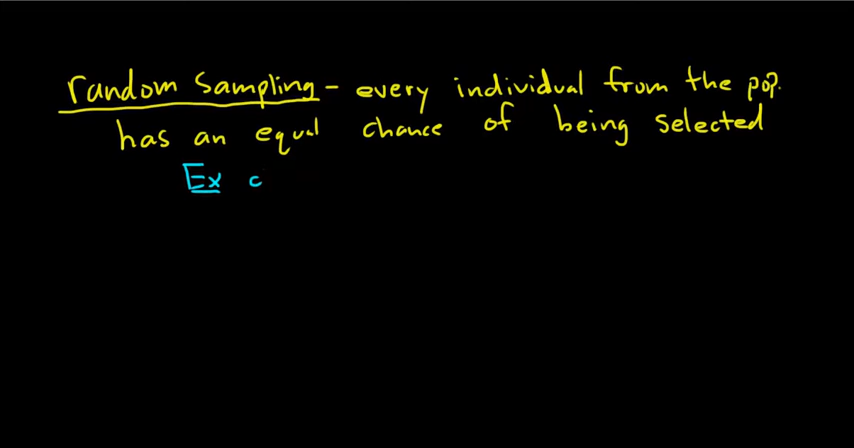 random sampling - every individual from the pop.
has an equal chance of being selected
Ex c